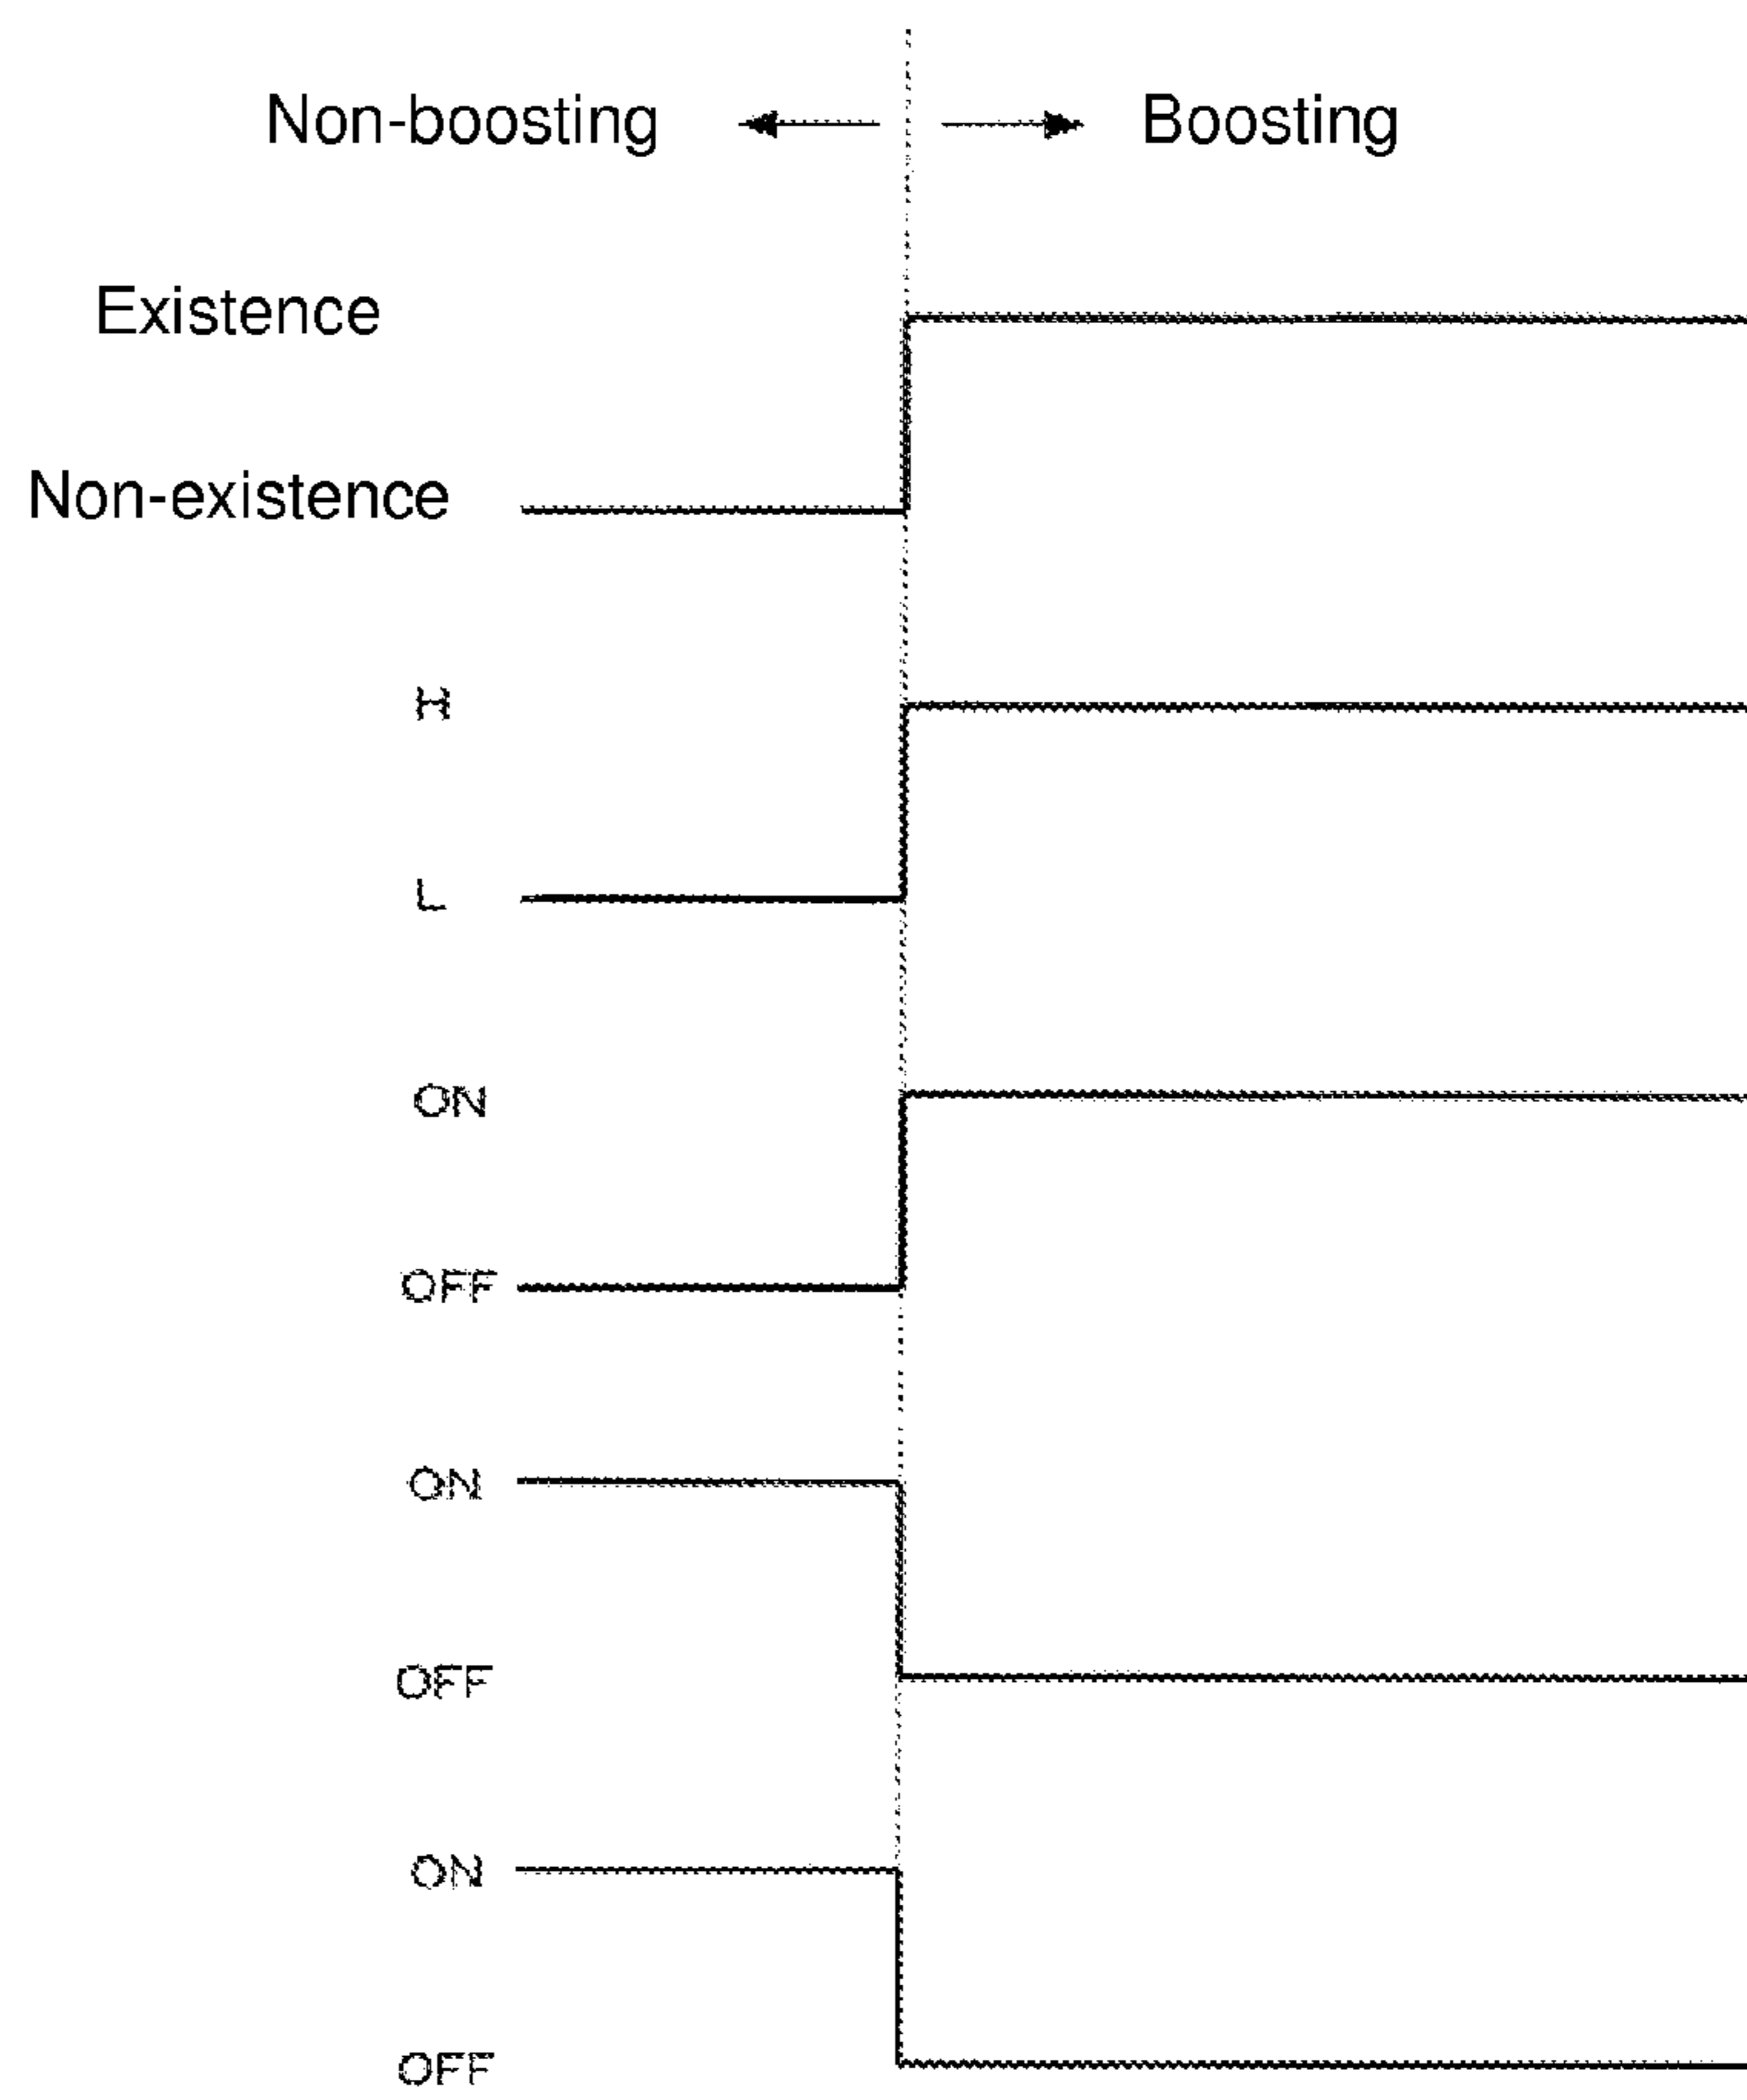 Non-boosting Boosting
Existence
Non-existence
H
L
ON
OFF
ON
OFF
ON
OFF